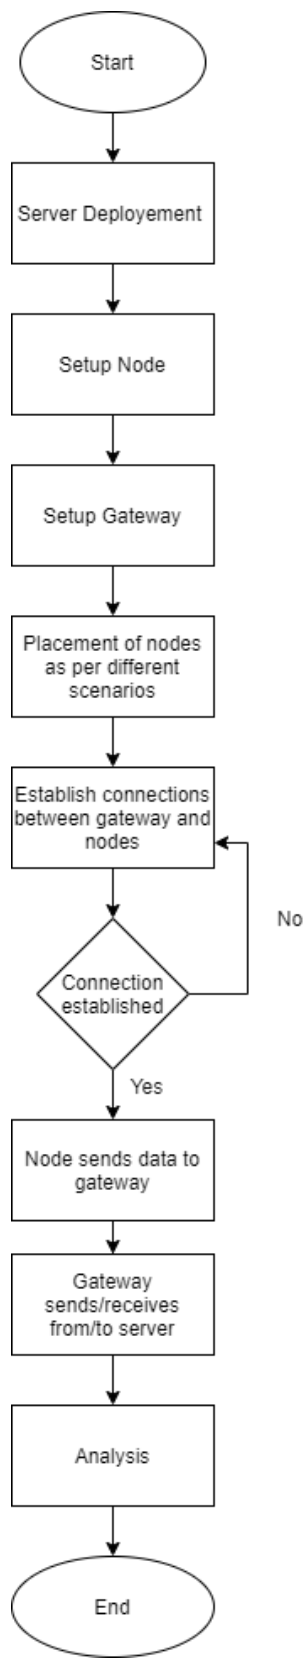 Start
Server Deployement
Setup Node
Setup Gateway
Placement of nodes
as per different
scenarios
Establish connections
between gateway and
nodes
No
Connection
established
Yes
Node sends data to
gateway
Gateway
sends/receives
from/to server
Analysis
End